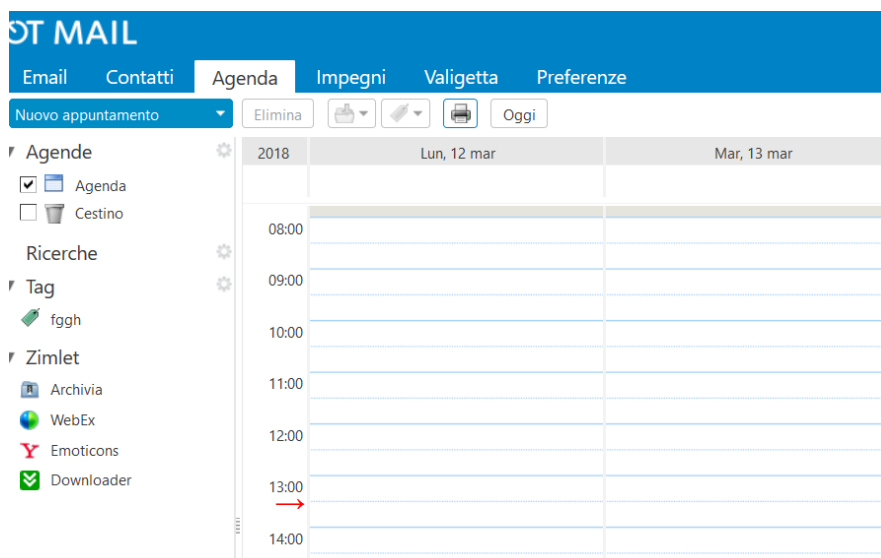 OT MAIL
Email Contatti Agenda Impegni Valigetta Preferenze
Nuovo appuntamento Elimina Oggi
Agende
Agenda
Cestino
Ricerche
Tag
fggh
Zimlet
Archivia
WebEx
Emoticons
Downloader
2018 Lun, 12 mar Mar, 13 mar
08:00
09:00
10:00
11:00
12:00
13:00
14:00